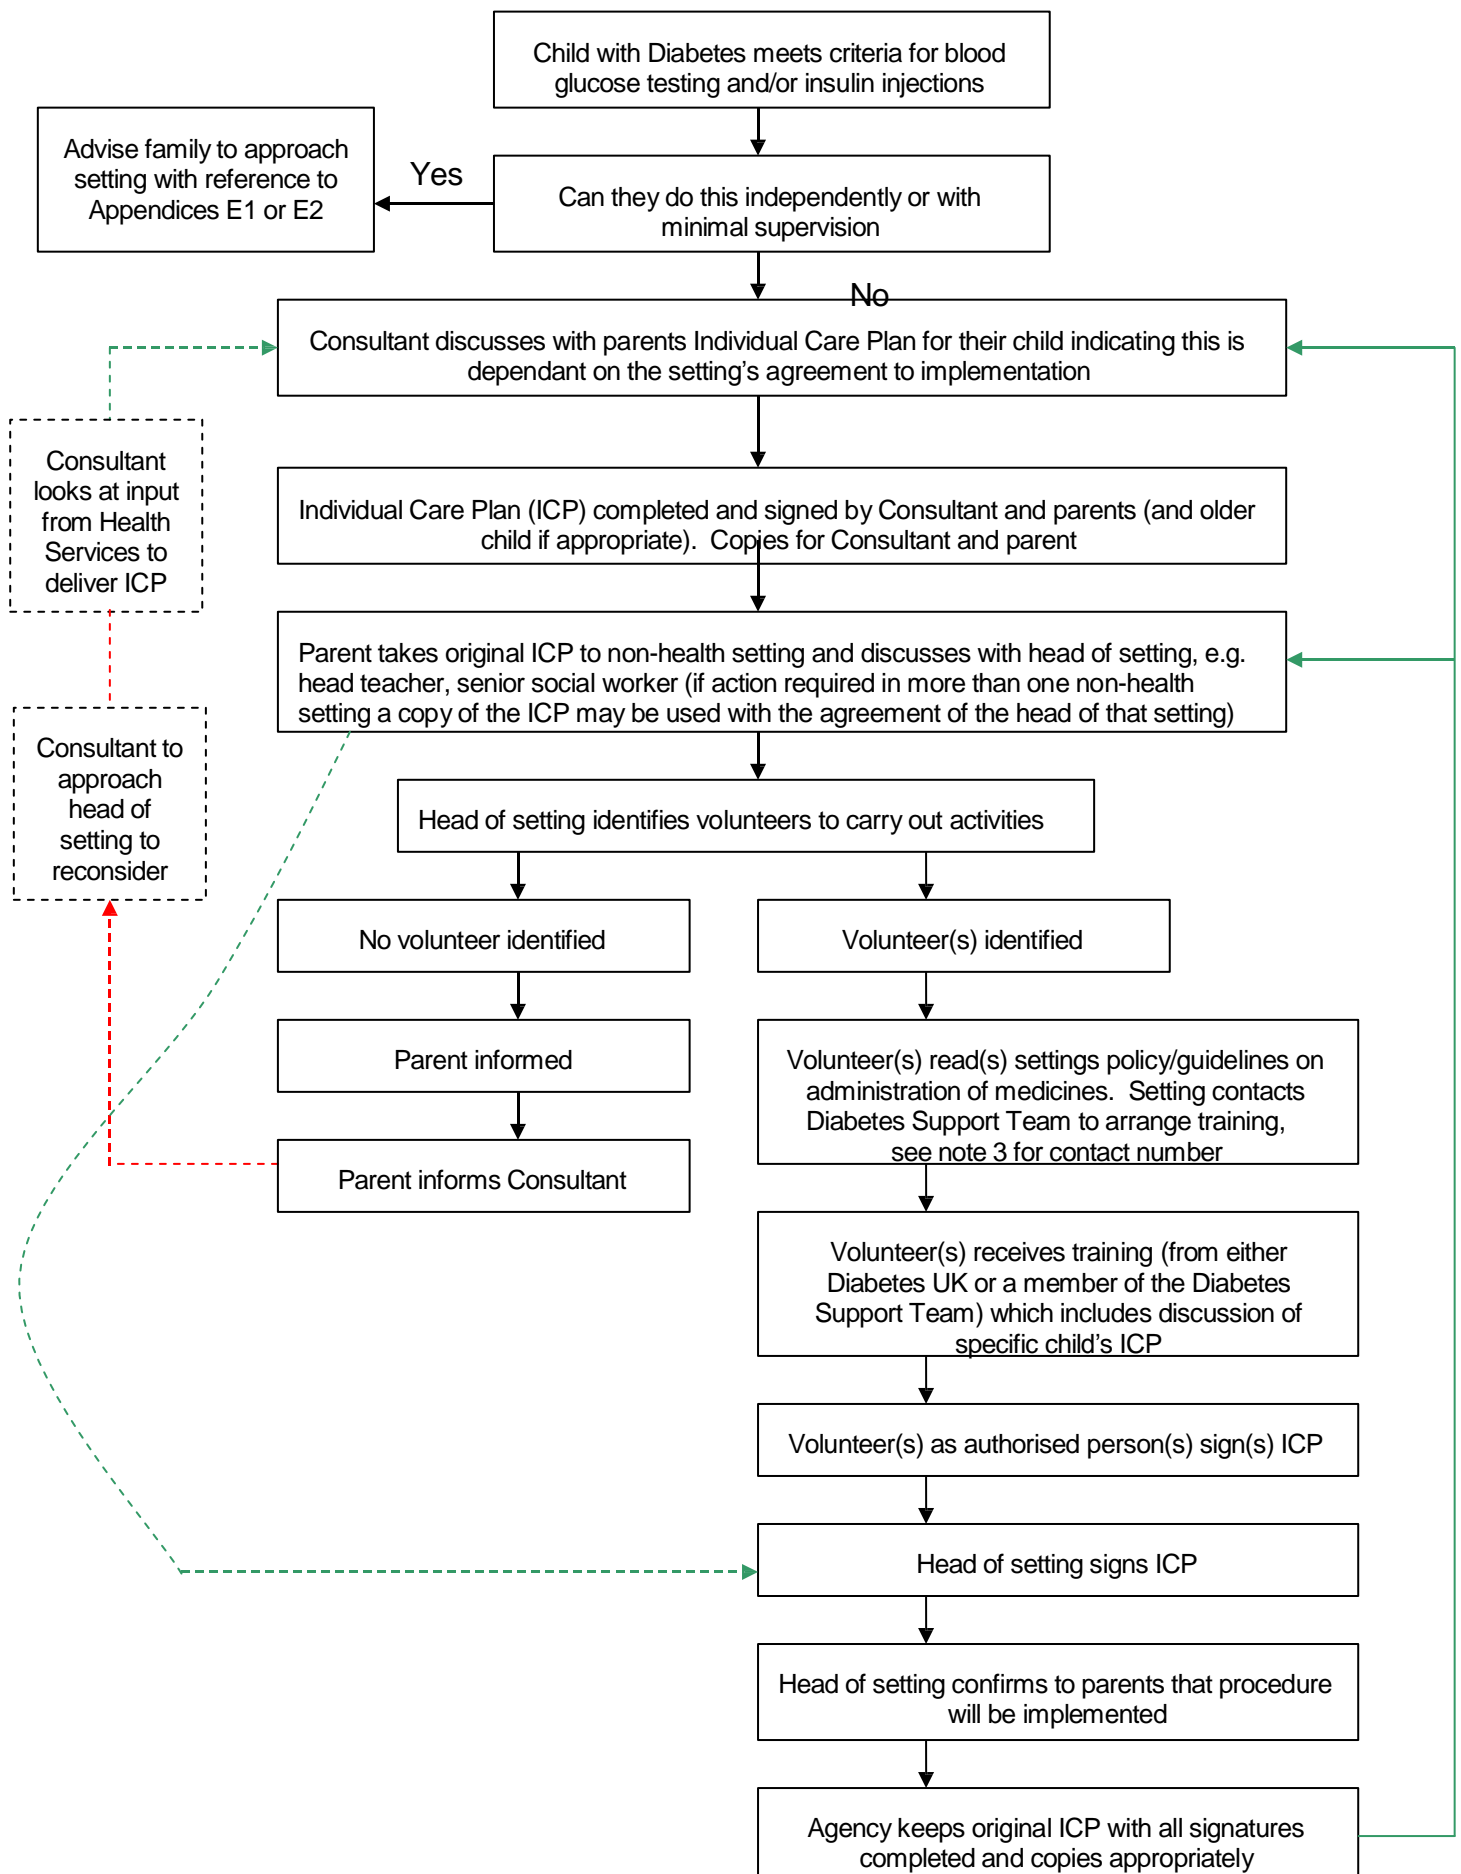 Child with Diabetes meets criteria for blood
glucose testing and/or insulin injections
Advise family to approach
setting with reference to
Appendices E1 or E2
Yes
Can they do this independently or with
minimal supervision
No
Consultant discusses with parents Individual Care Plan for their child indicating this is
dependant on the setting's agreement to implementation
Consultant
looks at input
from Health
Services to
deliver ICP
Individual Care Plan (ICP) completed and signed by Consultant and parents (and older
child if appropriate).  Copies for Consultant and parent
Parent takes original ICP to non-health setting and discusses with head of setting, e.g.
head teacher, senior social worker (if action required in more than one non-health
setting a copy of the ICP may be used with the agreement of the head of that setting)
Consultant to
approach
head of
setting to
reconsider
Head of setting identifies volunteers to carry out activities
No volunteer identified
Volunteer(s) identified
Parent informed
Volunteer(s) read(s) settings policy/guidelines on
administration of medicines.  Setting contacts
Diabetes Support Team to arrange training,
see note 3 for contact number
Parent informs Consultant
Volunteer(s) receives training (from either
Diabetes UK or a member of the Diabetes
Support Team) which includes discussion of
specific child's ICP
Volunteer(s) as authorised person(s) sign(s) ICP
Head of setting signs ICP
Head of setting confirms to parents that procedure
will be implemented
Agency keeps original ICP with all signatures
completed and copies appropriately